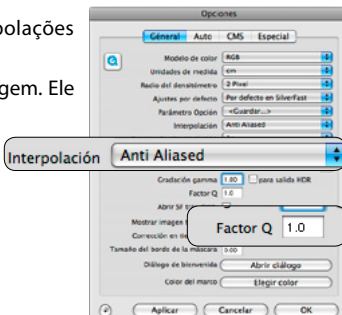 polações
gem. Ele
Opciones
General Auto CMS Especial
Modelo de color RGB
Unidades de medida cm
Radio del densitómetro 2 Pixel
Ajustes por defecto Por defecto en SilverFast
Parámetro Opción <Guardar...>
Interpolación Anti Aliased
Interpolación Anti Aliased
Gradación gamma 1.80 para salida HDR
Factor Q 1.0
Abrir SF
Mostrar imagen
Factor Q 1.0
Corrección en
Tamaño del borde de la máscara 0.00
Diálogo de bienvenida Abrir diálogo
Color del marco Elegir color
Aplicar Cancelar OK